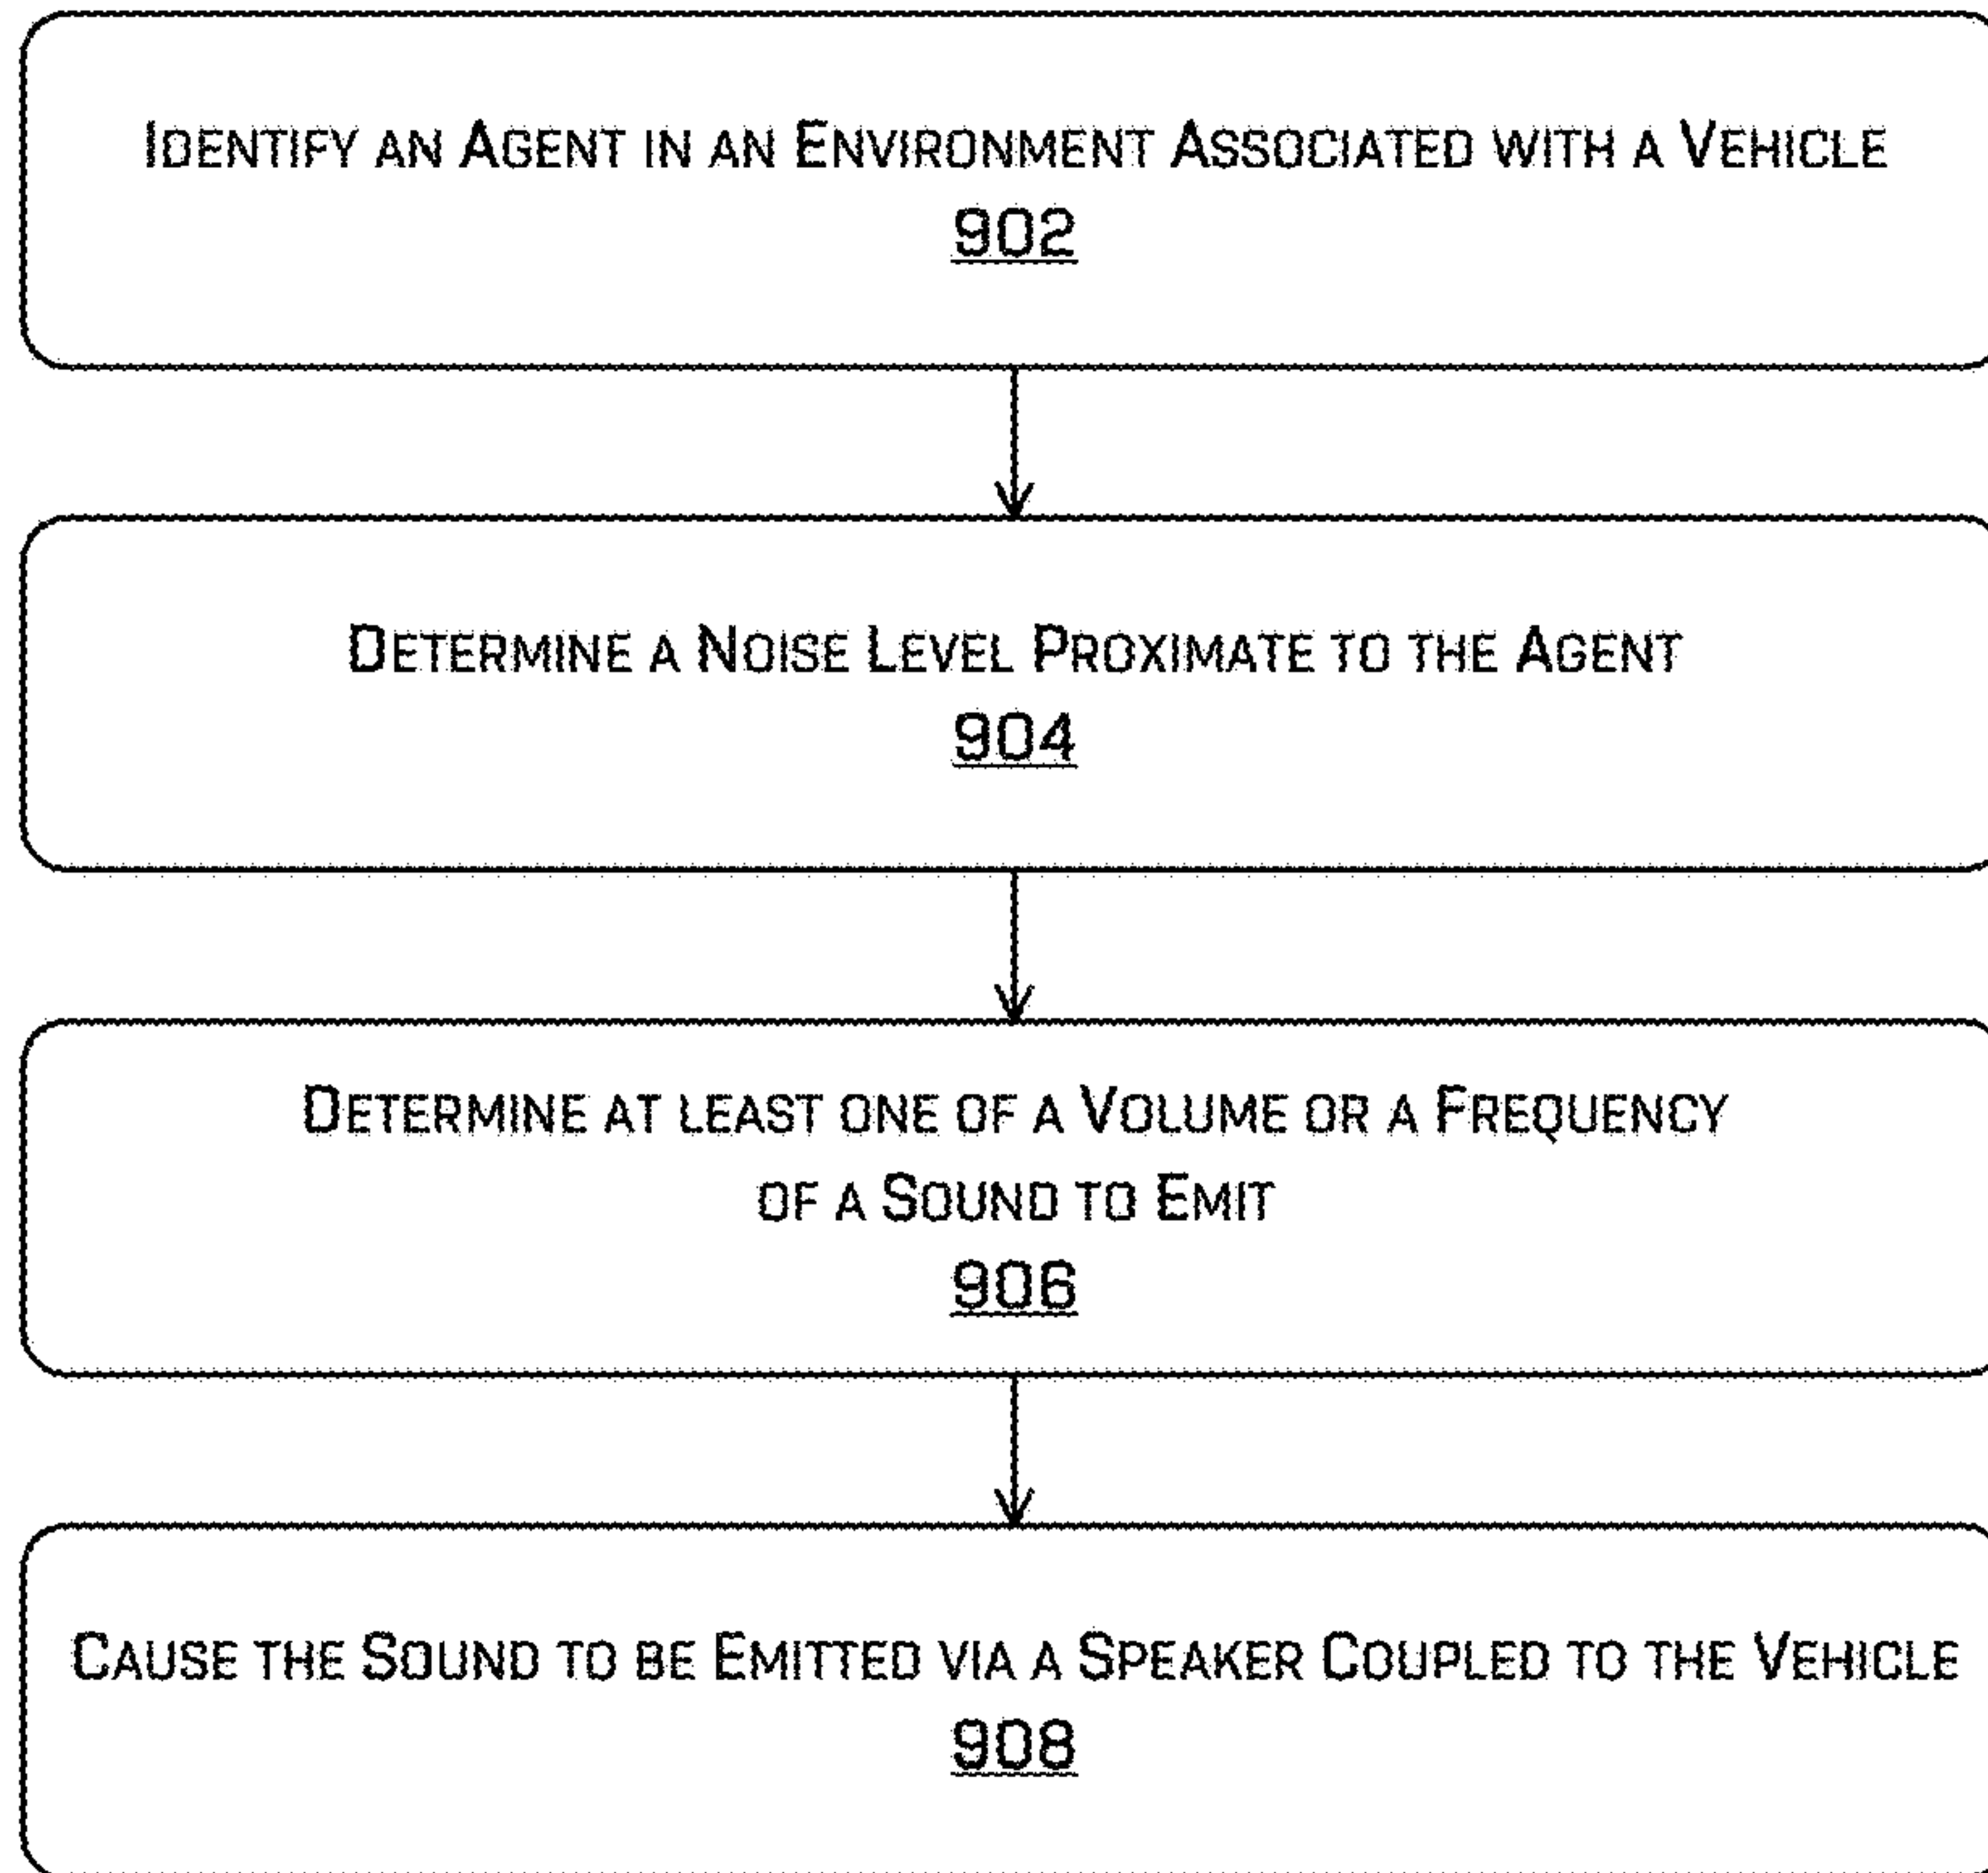 Identify an Agent in an Environment Associated with a Vehicle
902
Determine a Noise Level Proximate to the Agent
904
Determine at least one of a Volume or a Frequency
of a Sound to Emit
906
Cause the Sound to be Emitted via a Speaker Coupled to the Vehicle
908